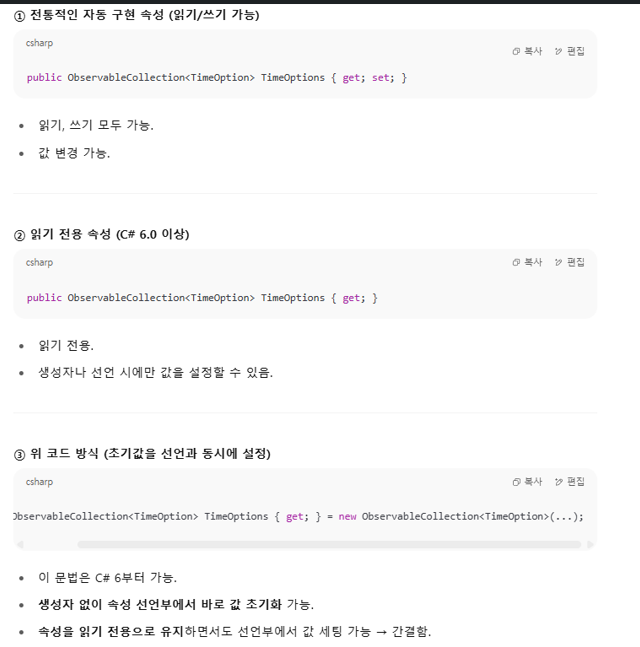 ① 전통적인 자동 구현 속성 (읽기/쓰기 가능)
csharp
복사 편집
public ObservableCollection<TimeOption> TimeOptions { get; set; }
• 읽기, 쓰기 모두 가능.
• 값 변경 가능.
② 읽기 전용 속성 (C# 6.0 이상)
csharp
복사 편집
public ObservableCollection<TimeOption> TimeOptions { get; }
• 읽기 전용.
• 생성자나 선언 시에만 값을 설정할 수 있음.
③ 위 코드 방식 (초기값을 선언과 동시에 설정)
csharp
복사 편집
ObservableCollection<TimeOption> TimeOptions { get; } = new ObservableCollection<TimeOption>(...);
• 이 문법은 C# 6부터 가능.
• 생성자 없이 속성 선언부에서 바로 값 초기화 가능.
• 속성을 읽기 전용으로 유지하면서도 선언부에서 값 세팅 가능 → 간결함.